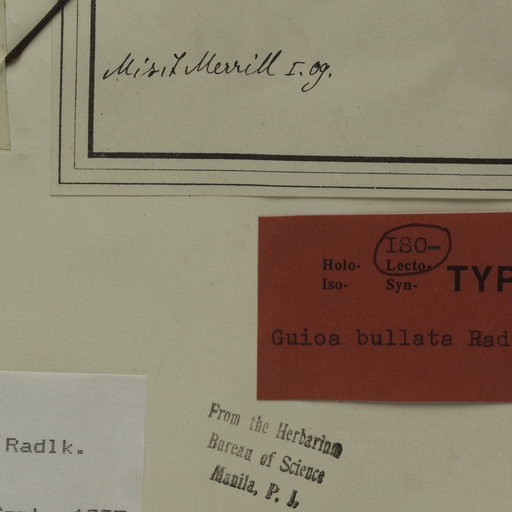 Misit Merrill I. 09.
ISO-
Holo- Lecto-
Iso- Syn- TYP
Guioa bullata Rad
Radlk.
From the Herbarium
Bureau of Science
Manila, P. I.